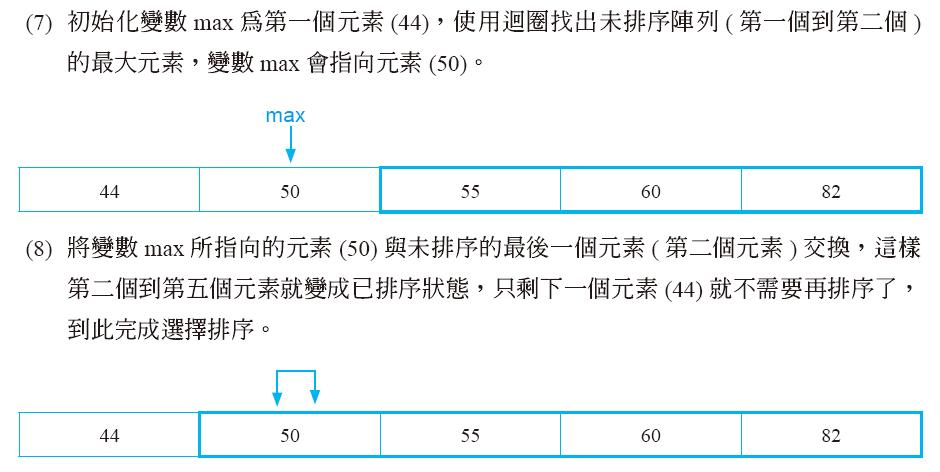 (7) 初始化變數 max 爲第一個元素 (44)，使用迴圈找出未排序陣列 ( 第一個到第二個 )
的最大元素，變數 max 會指向元素 (50)。
max
44 50 55 60 82
(8) 將變數 max 所指向的元素 (50) 與未排序的最後一個元素 ( 第二個元素 ) 交換，這樣
第二個到第五個元素就變成已排序狀態，只剩下一個元素 (44) 就不需要再排序了，
到此完成選擇排序。
44 50 55 60 82